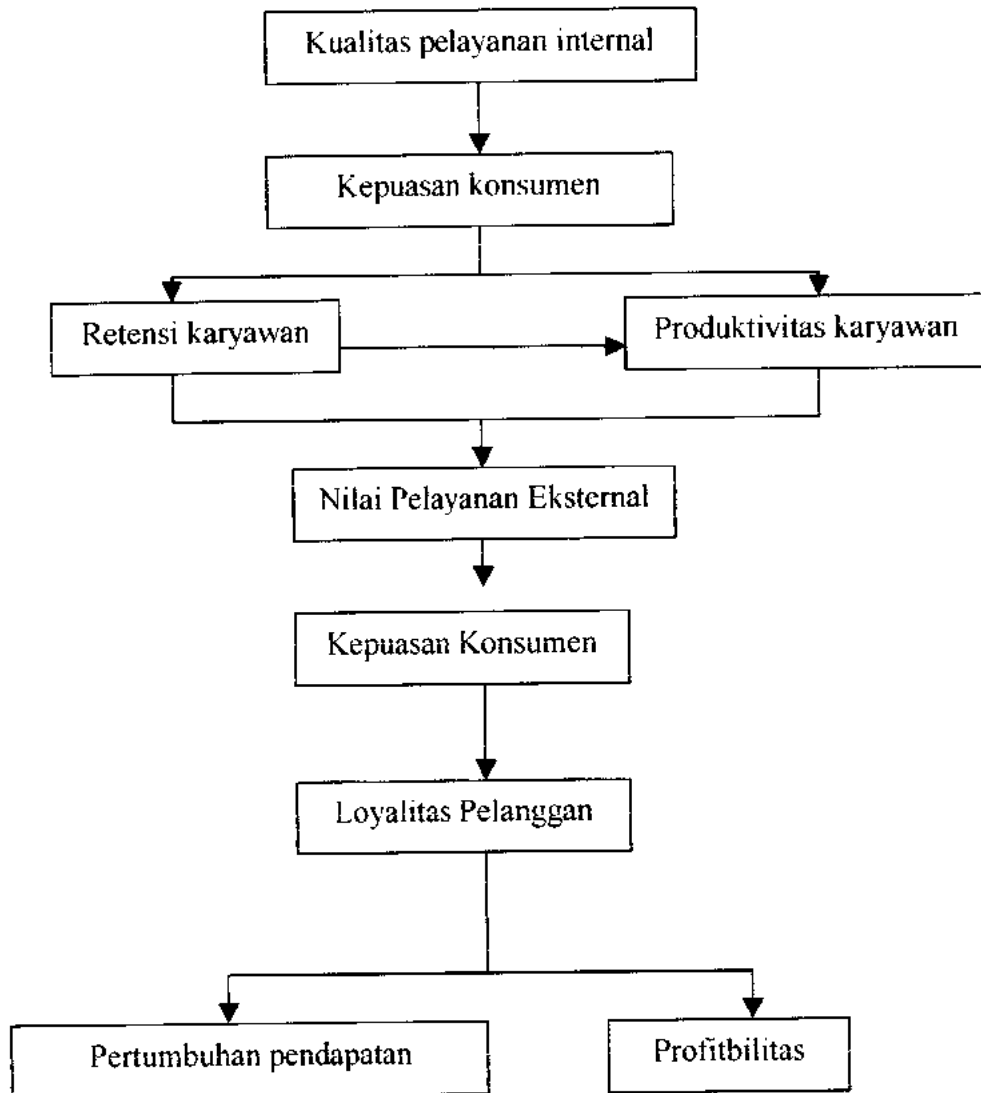 Kualitas pelayanan internal
Kepuasan konsumen
Retensi karyawan
Produktivitas karyawan
Nilai Pelayanan Eksternal
Kepuasan Konsumen
Loyalitas Pelanggan
Pertumbuhan pendapatan
Profitbilitas